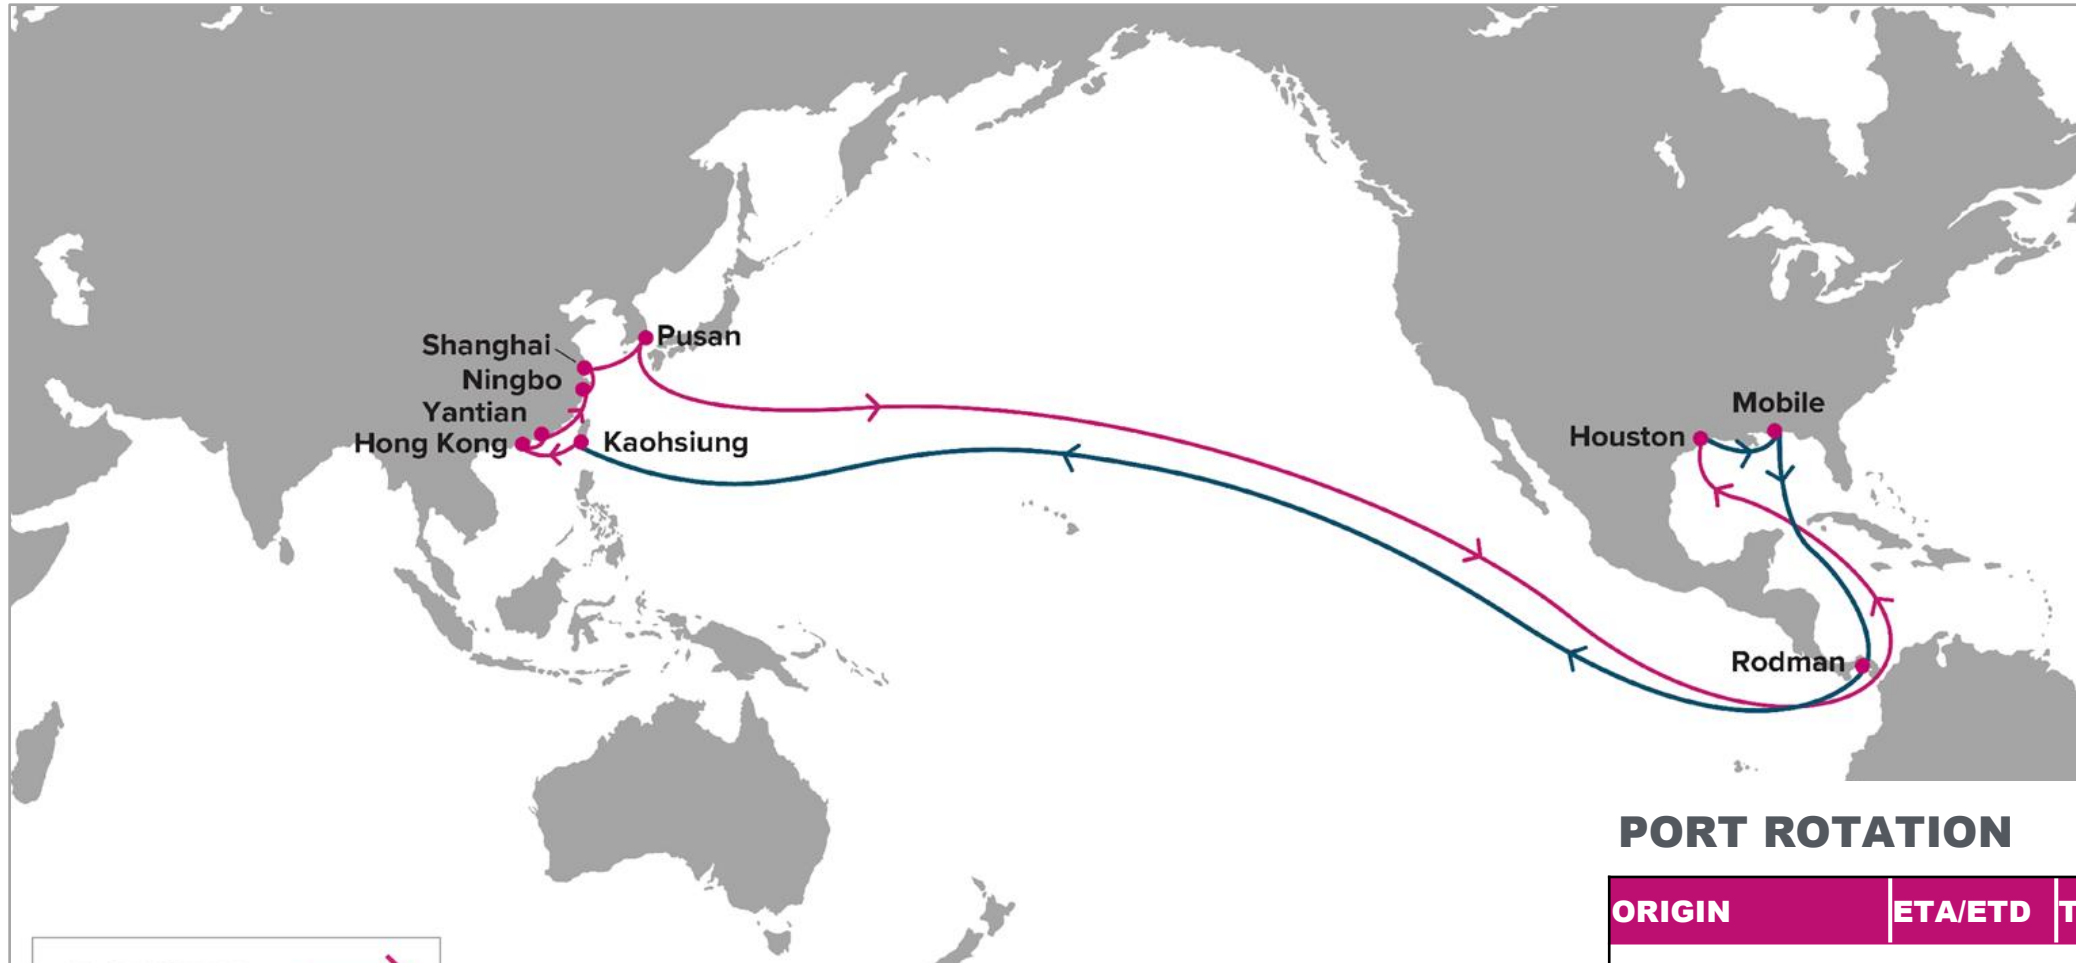 Shanghai
Pusan
Ningbo
Yantian
Hong Kong
Kaohsiung
Mobile
Houston
Rodman
PORT ROTATION
ORIGIN ETA/ETD T